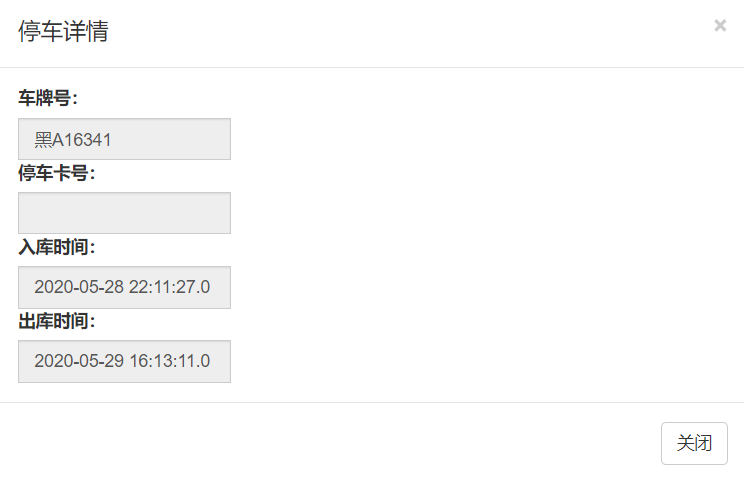 停车详情
×
车牌号：
黑A16341
停车卡号：
入库时间：
2020-05-28 22:11:27.0
出库时间：
2020-05-29 16:13:11.0
关闭